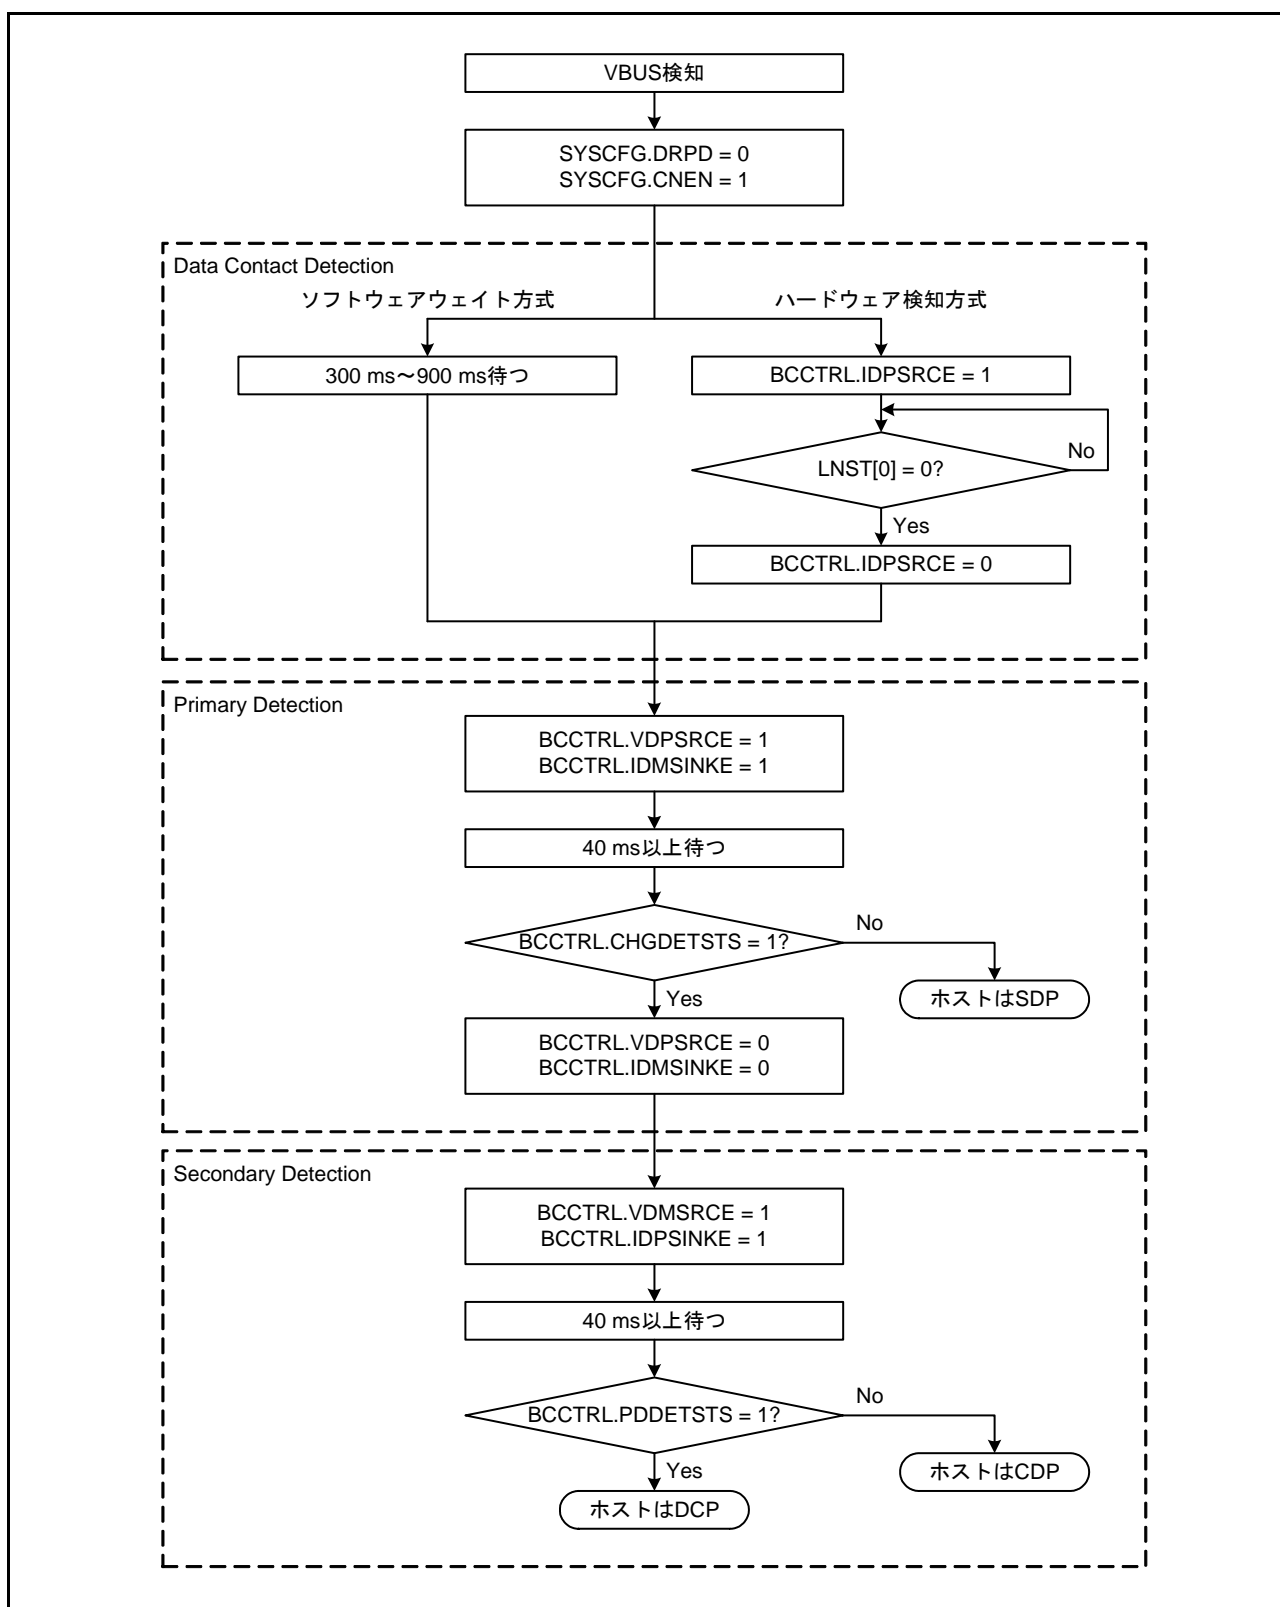 VBUS検知
SYSCFG.DRPD = 0
SYSCFG.CNEN = 1
Data Contact Detection
ソフトウェアウェイト方式
ハードウェア検知方式
300 ms～900 ms待つ
BCCTRL.IDPSRCE = 1
LNST[0] = 0?
No
Yes
BCCTRL.IDPSRCE = 0
Primary Detection
BCCTRL.VDPSRCE = 1
BCCTRL.IDMSINKE = 1
40 ms以上待つ
BCCTRL.CHGDETSTS = 1?
No
ホストはSDP
Yes
BCCTRL.VDPSRCE = 0
BCCTRL.IDMSINKE = 0
Secondary Detection
BCCTRL.VDMSRCE = 1
BCCTRL.IDPSINKE = 1
40 ms以上待つ
BCCTRL.PDDETSTS = 1?
No
ホストはCDP
Yes
ホストはDCP